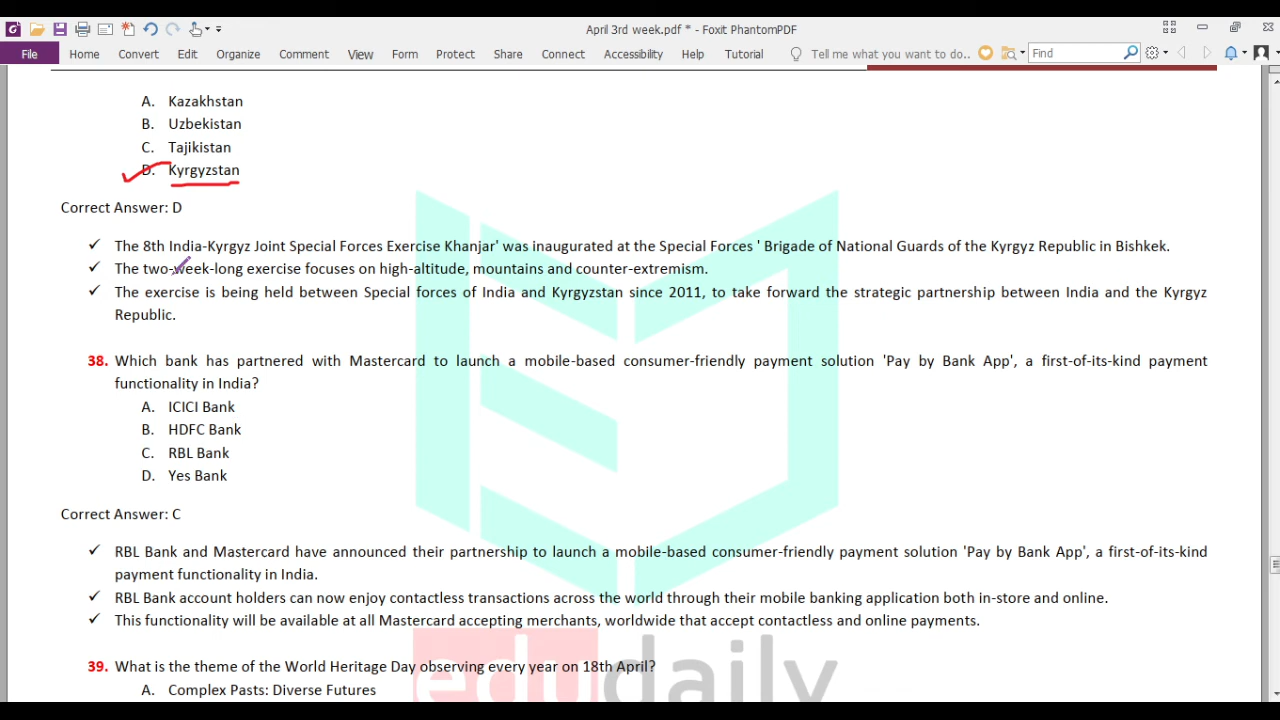 April 3rd week.pdf * - Foxit PhantomPDF
File Home Convert Edit Organize Comment View Form Protect Share Connect Accessibility Help Tutorial Tell me what you want to do.. Find
A. Kazakhstan
B. Uzbekistan
C. Tajikistan
D. Kyrgyzstan
Correct Answer: D
✓ The 8th India-Kyrgyz Joint Special Forces Exercise Khanjar' was inaugurated at the Special Forces ' Brigade of National Guards of the Kyrgyz Republic in Bishkek.
✓ The two-week-long exercise focuses on high-altitude, mountains and counter-extremism.
✓ The exercise is being held between Special forces of India and Kyrgyzstan since 2011, to take forward the strategic partnership between India and the Kyrgyz
Republic.
38. Which bank has partnered with Mastercard to launch a mobile-based consumer-friendly payment solution 'Pay by Bank App', a first-of-its-kind payment
functionality in India?
A. ICICI Bank
B. HDFC Bank
C. RBL Bank
D. Yes Bank
Correct Answer: C
✓ RBL Bank and Mastercard have announced their partnership to launch a mobile-based consumer-friendly payment solution 'Pay by Bank App', a first-of-its-kind
payment functionality in India.
✓ RBL Bank account holders can now enjoy contactless transactions across the world through their mobile banking application both in-store and online.
✓ This functionality will be available at all Mastercard accepting merchants, worldwide that accept contactless and online payments.
39. What is the theme of the World Heritage Day observing every year on 18th April?
A. Complex Pasts: Diverse Futures
edudaily